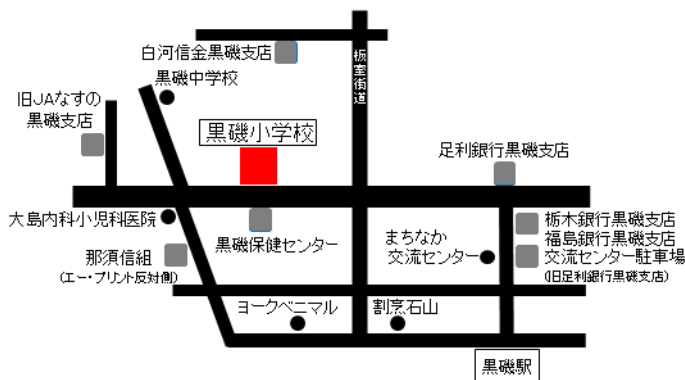 白河信金黒磯支店
板室街道
黒磯中学校
旧JAなすの
黒磯支店
黒磯小学校
足利銀行黒磯支店
大島内科小児科医院
黒磯保健センター
まちなか
交流センター
栃木銀行黒磯支店
福島銀行黒磯支店
交流センター駐車場
(旧足利銀行黒磯支店)
那須信組
(エー・プリント反対側)
ヨークベニマル
割烹石山
黒磯駅